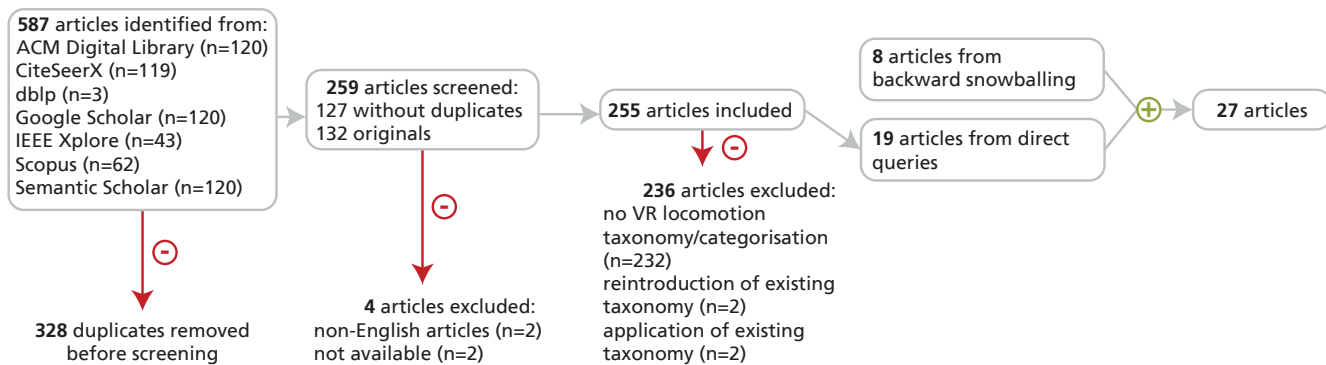 587 articles identified from:
ACM Digital Library (n=120)
CiteSeerX (n=119)
dblp (n=3)
Google Scholar (n=120)
IEEE Xplore (n=43)
Scopus (n=62)
Semantic Scholar (n=120)
-
328 duplicates removed
before screening
259 articles screened:
127 without duplicates
132 originals
-
4 articles excluded:
non-English articles (n=2)
not available (n=2)
255 articles included
-
236 articles excluded:
no VR locomotion
taxonomy/categorisation
(n=232)
reintroduction of existing
taxonomy (n=2)
application of existing
taxonomy (n=2)
8 articles from
backward snowballing
19 articles from direct
queries
+
27 articles